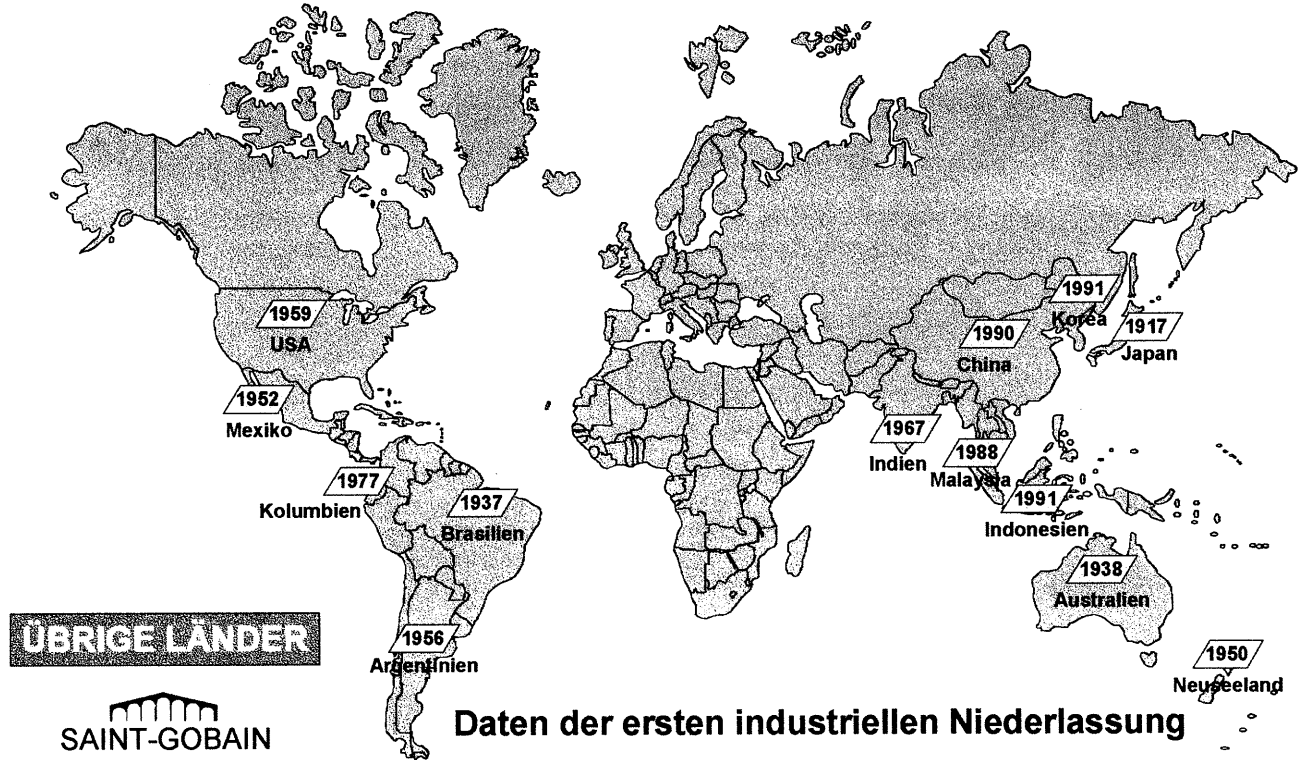 1959
USA
1952
Mexiko
1977
Kolumbien
1937
Brasilien
1956
Argentinien
1991
Korea
1990
China
1917
Japan
1967
Indien
1988
Malaysia
1991
Indonesien
1938
Australien
1950
Neuseeland
ÜBRIGE LÄNDER
SAINT-GOBAIN
Daten der ersten industriellen Niederlassung